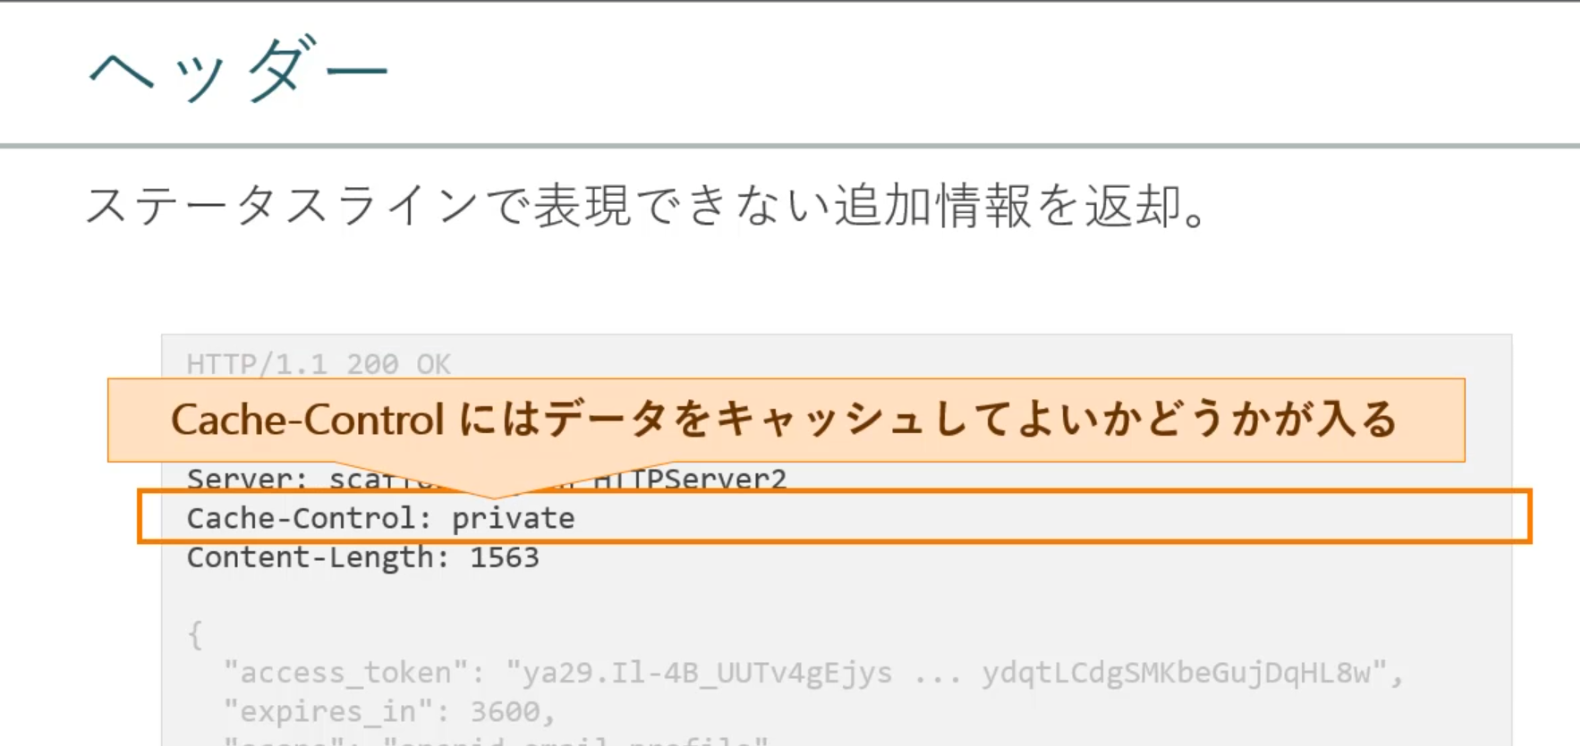 ヘッダー
ステータスラインで表現できない追加情報を返却。
HTTP/1.1 200 OK
Cache-Control にはデータをキャッシュしてよいかどうかが入る
Server: HTTPServer2
Cache-Control: private
Content-Length: 1563
{
"access_token": "ya29.Il-4B_UUTv4gEjys ... ydqtLCdgSMKbeGujDqHL8w",
"expires_in": 3600,